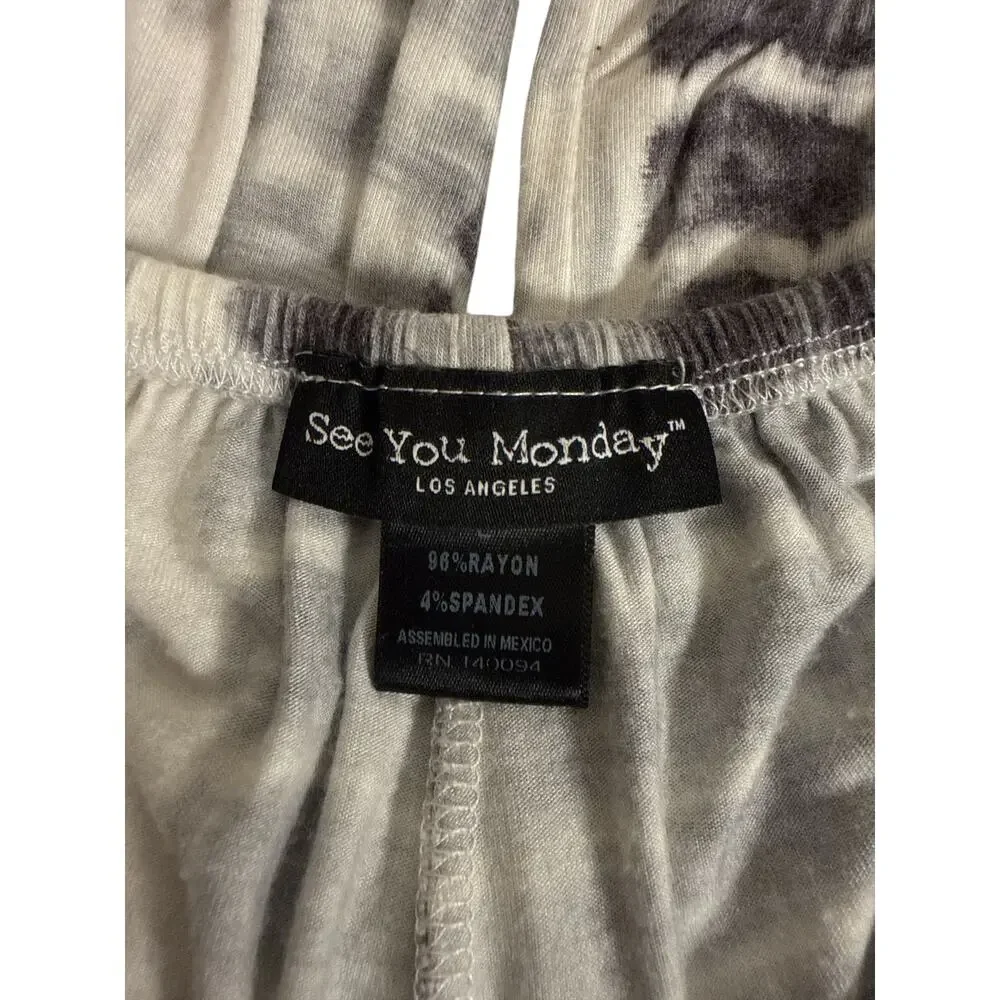 See You Monday™
LOS ANGELES
96%RAYON
4%SPANDEX
ASSEMBLED IN MEXICO
RN 140094